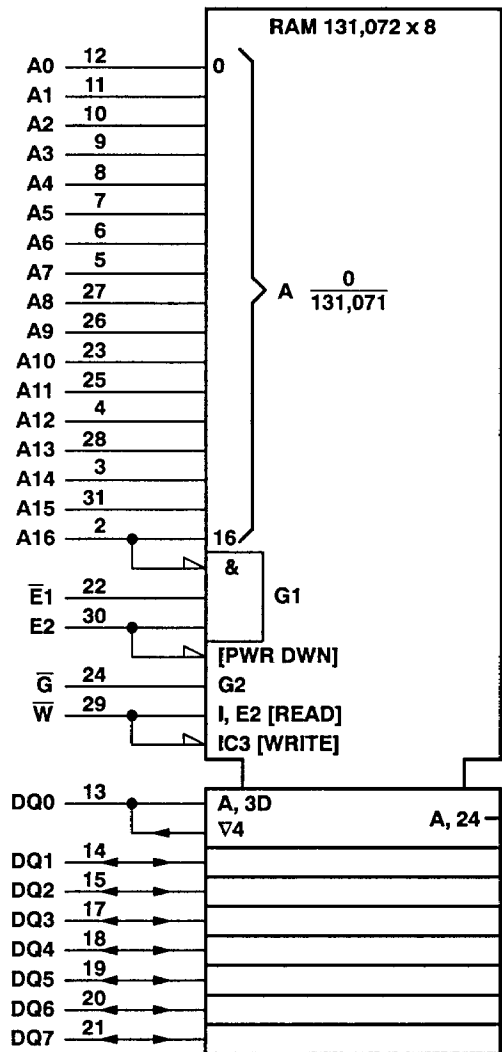 RAM 131,072 x 8
A0 12 0
A1 11
A2 10
A3 9
A4 8
A5 7
A6 6
A7 5
A 0
131,071
A8 27
A9 26
A10 23
A11 25
A12 4
A13 28
A14 3
A15 31
A16 2 16
&
E̅1 22 G1
E2 30
[PWR DWN]
G̅ 24 G2
W̅ 29 I, E2 [READ]
IC3 [WRITE]
DQ0 13 A, 3D
∇4 A, 24
DQ1 14
DQ2 15
DQ3 17
DQ4 18
DQ5 19
DQ6 20
DQ7 21